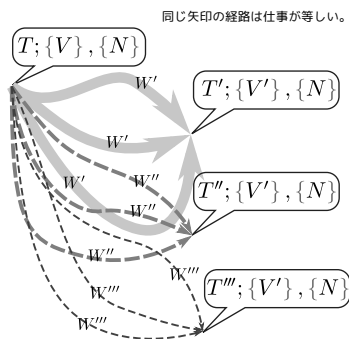 同じ矢印の経路は仕事が等しい。
T; {V}, {N}
W′
T′; {V′}, {N}
W′
W′
W″
T″; {V′}, {N}
W″
W″
W‴
T‴; {V′}, {N}
W‴
W‴